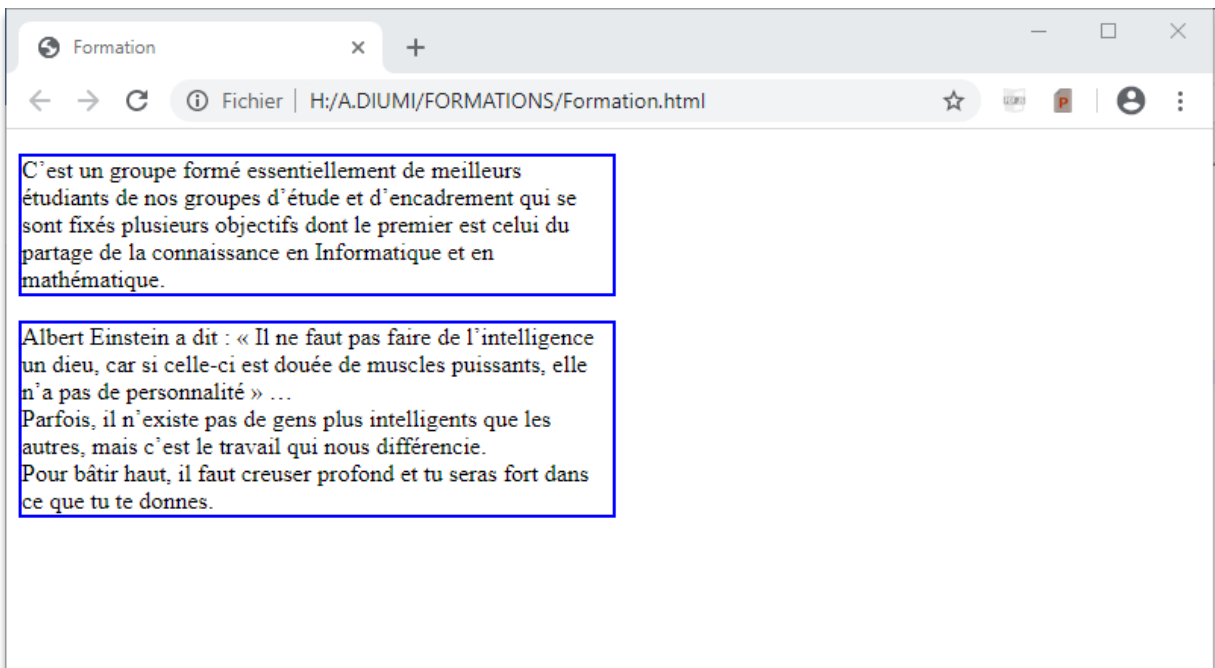 Formation
Fichier | H:/A.DIUMI/FORMATIONS/Formation.html
C’est un groupe formé essentiellement de meilleurs
étudiants de nos groupes d’étude et d’encadrement qui se
sont fixés plusieurs objectifs dont le premier est celui du
partage de la connaissance en Informatique et en
mathématique.
Albert Einstein a dit : « Il ne faut pas faire de l’intelligence
un dieu, car si celle-ci est douée de muscles puissants, elle
n’a pas de personnalité » …
Parfois, il n’existe pas de gens plus intelligents que les
autres, mais c’est le travail qui nous différencie.
Pour bâtir haut, il faut creuser profond et tu seras fort dans
ce que tu te donnes.